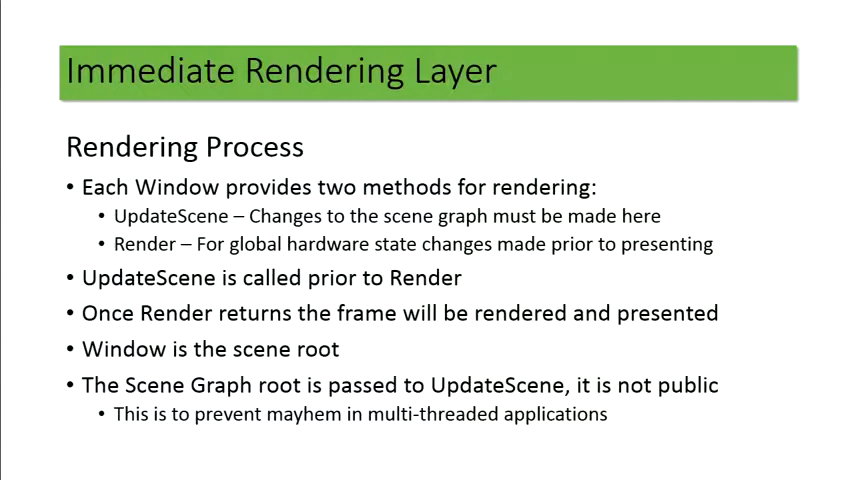 Immediate Rendering Layer
Rendering Process
• Each Window provides two methods for rendering:
• UpdateScene – Changes to the scene graph must be made here
• Render – For global hardware state changes made prior to presenting
• UpdateScene is called prior to Render
• Once Render returns the frame will be rendered and presented
• Window is the scene root
• The Scene Graph root is passed to UpdateScene, it is not public
• This is to prevent mayhem in multi-threaded applications